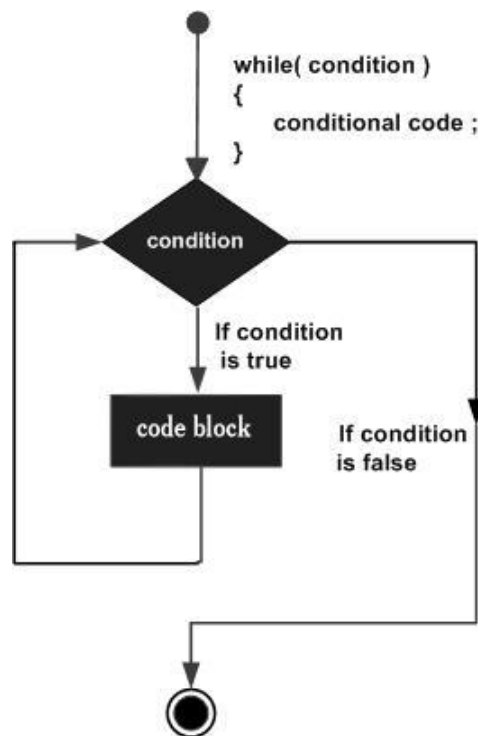 while( condition )
{
conditional code ;
}
condition
If condition
is true
code block
If condition
is false